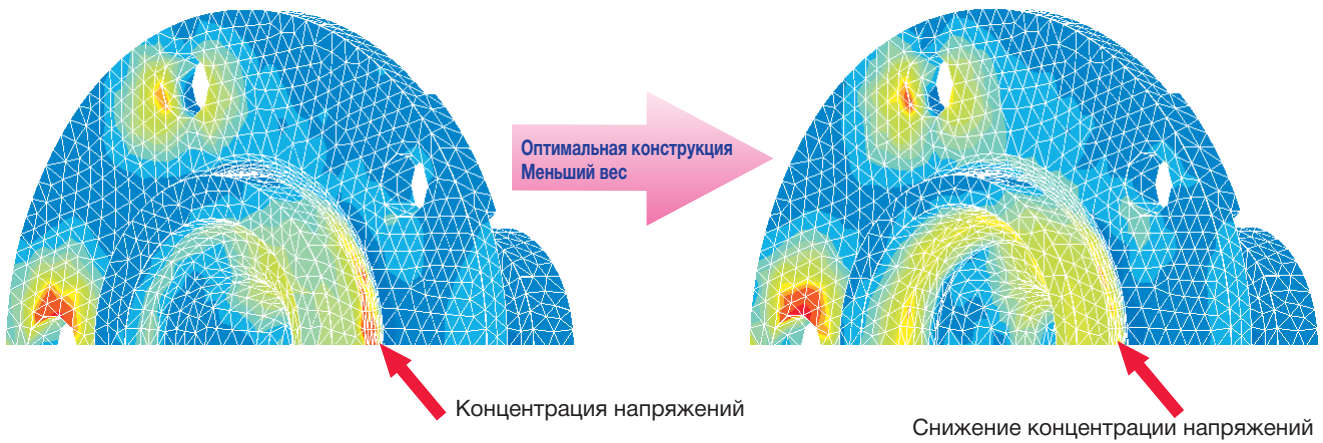 Оптимальная конструкция
Меньший вес
Концентрация напряжений
Снижение концентрации напряжений